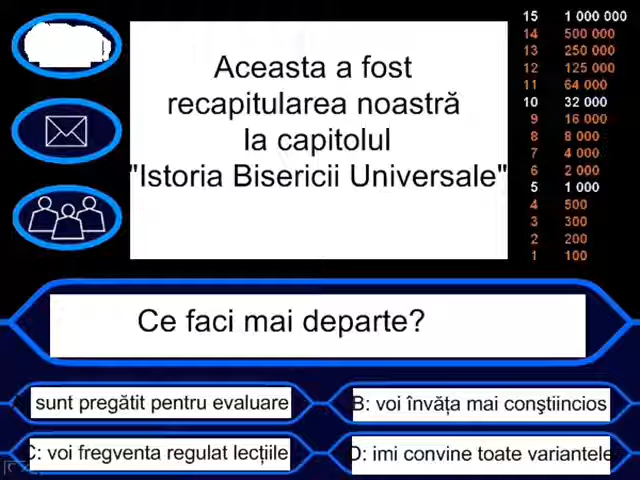 Aceasta a fost
recapitularea noastră
la capitolul
"Istoria Bisericii Universale"
15 1 000 000
14 500 000
13 250 000
12 125 000
11 64 000
10 32 000
9 16 000
8 8 000
7 4 000
6 2 000
5 1 000
4 500
3 300
2 200
1 100
Ce faci mai departe?
sunt pregătit pentru evaluare
B: voi învăța mai conştiincios
C: voi fregventa regulat lecțiile
D: imi convine toate variantele